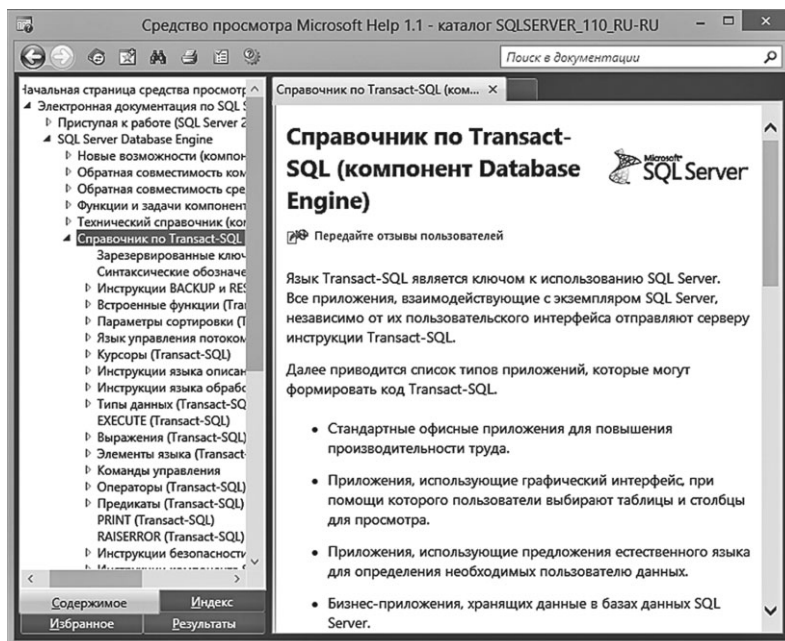 Средство просмотра Microsoft Help 1.1 - каталог SQLSERVER_110_RU-RU
Поиск в документации
Начальная страница средства просмотр
Электронная документация по SQL S
Приступая к работе (SQL Server 2
SQL Server Database Engine
Новые возможности (компон
Обратная совместимость ком
Обратная совместимость сре
Функции и задачи компонент
Технический справочник (ком
Справочник по Transact-SQL
Зарезервированные ключ
Синтаксические обозначе
Инструкции BACKUP и RES
Встроенные функции (Tran
Параметры сортировки (T
Язык управления потоком
Курсоры (Transact-SQL)
Инструкции языка описан
Инструкции языка обрабо
Типы данных (Transact-SQ
EXECUTE (Transact-SQL)
Выражения (Transact-SQL)
Элементы языка (Transact-
Команды управления
Операторы (Transact-SQL)
Предикаты (Transact-SQL)
PRINT (Transact-SQL)
RAISERROR (Transact-SQL)
Инструкции безопасности
Содержимое
Индекс
Избранное
Результаты
Справочник по Transact-SQL (ком...
Справочник по Transact-
SQL (компонент Database
Engine)
Microsoft
SQL Server
Передайте отзывы пользователей
Язык Transact-SQL является ключом к использованию SQL Server.
Все приложения, взаимодействующие с экземпляром SQL Server,
независимо от их пользовательского интерфейса отправляют серверу
инструкции Transact-SQL.
Далее приводится список типов приложений, которые могут
формировать код Transact-SQL.
• Стандартные офисные приложения для повышения
производительности труда.
• Приложения, использующие графический интерфейс, при
помощи которого пользователи выбирают таблицы и столбцы
для просмотра.
• Приложения, использующие предложения естественного языка
для определения необходимых пользователю данных.
• Бизнес-приложения, хранящих данные в базах данных SQL
Server.